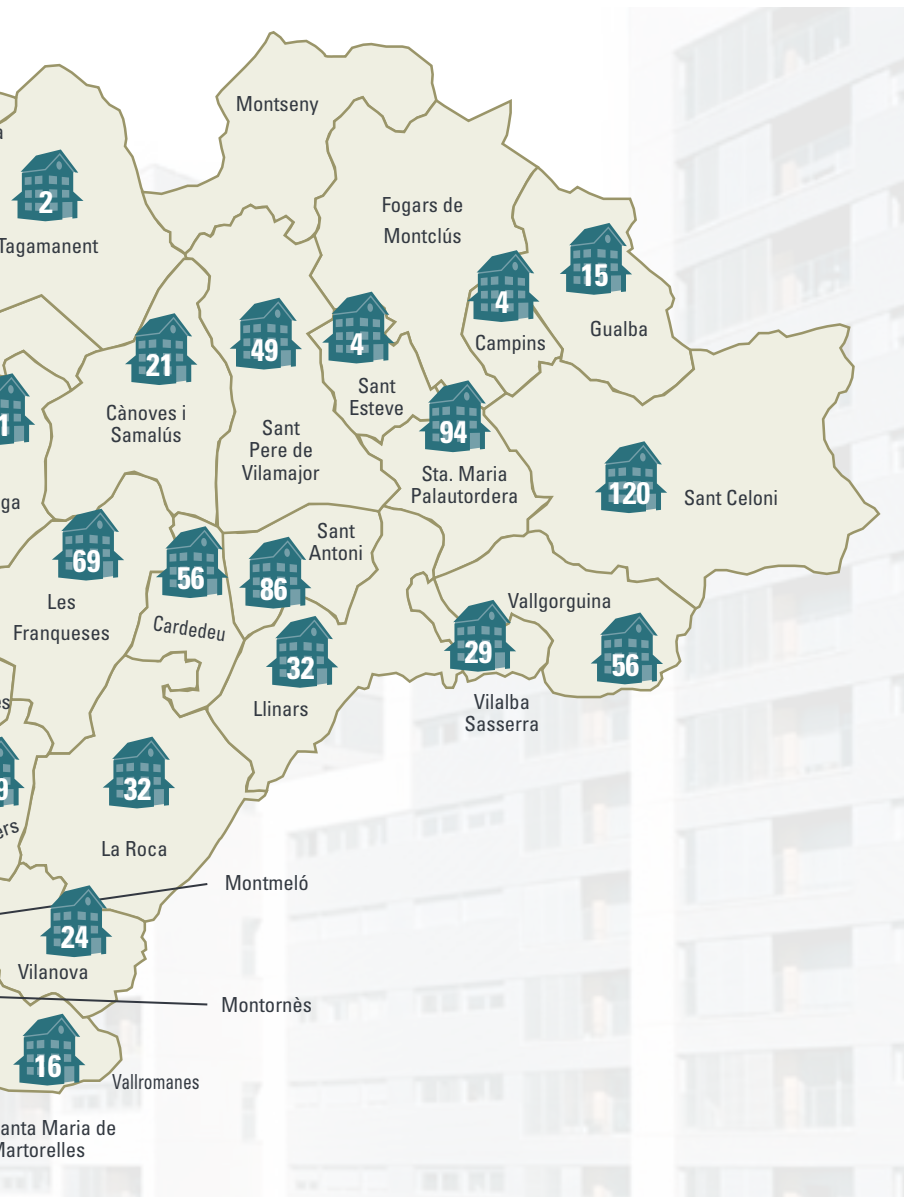 Montseny
2
Tagamanent
Fogars de
Montclús
15
Gualba
4
Campins
21
Cànoves i
Samalús
49
Sant
Pere de
Vilamajor
4
Sant
Esteve
94
Sta. Maria
Palautordera
120
Sant Celoni
69
Les
Franqueses
56
Cardedeu
Sant
Antoni
86
32
Llinars
Vallgorguina
56
29
Vilalba
Sasserra
32
La Roca
Montmeló
24
Vilanova
Montornès
16
Vallromanes
anta Maria de
Martorelles